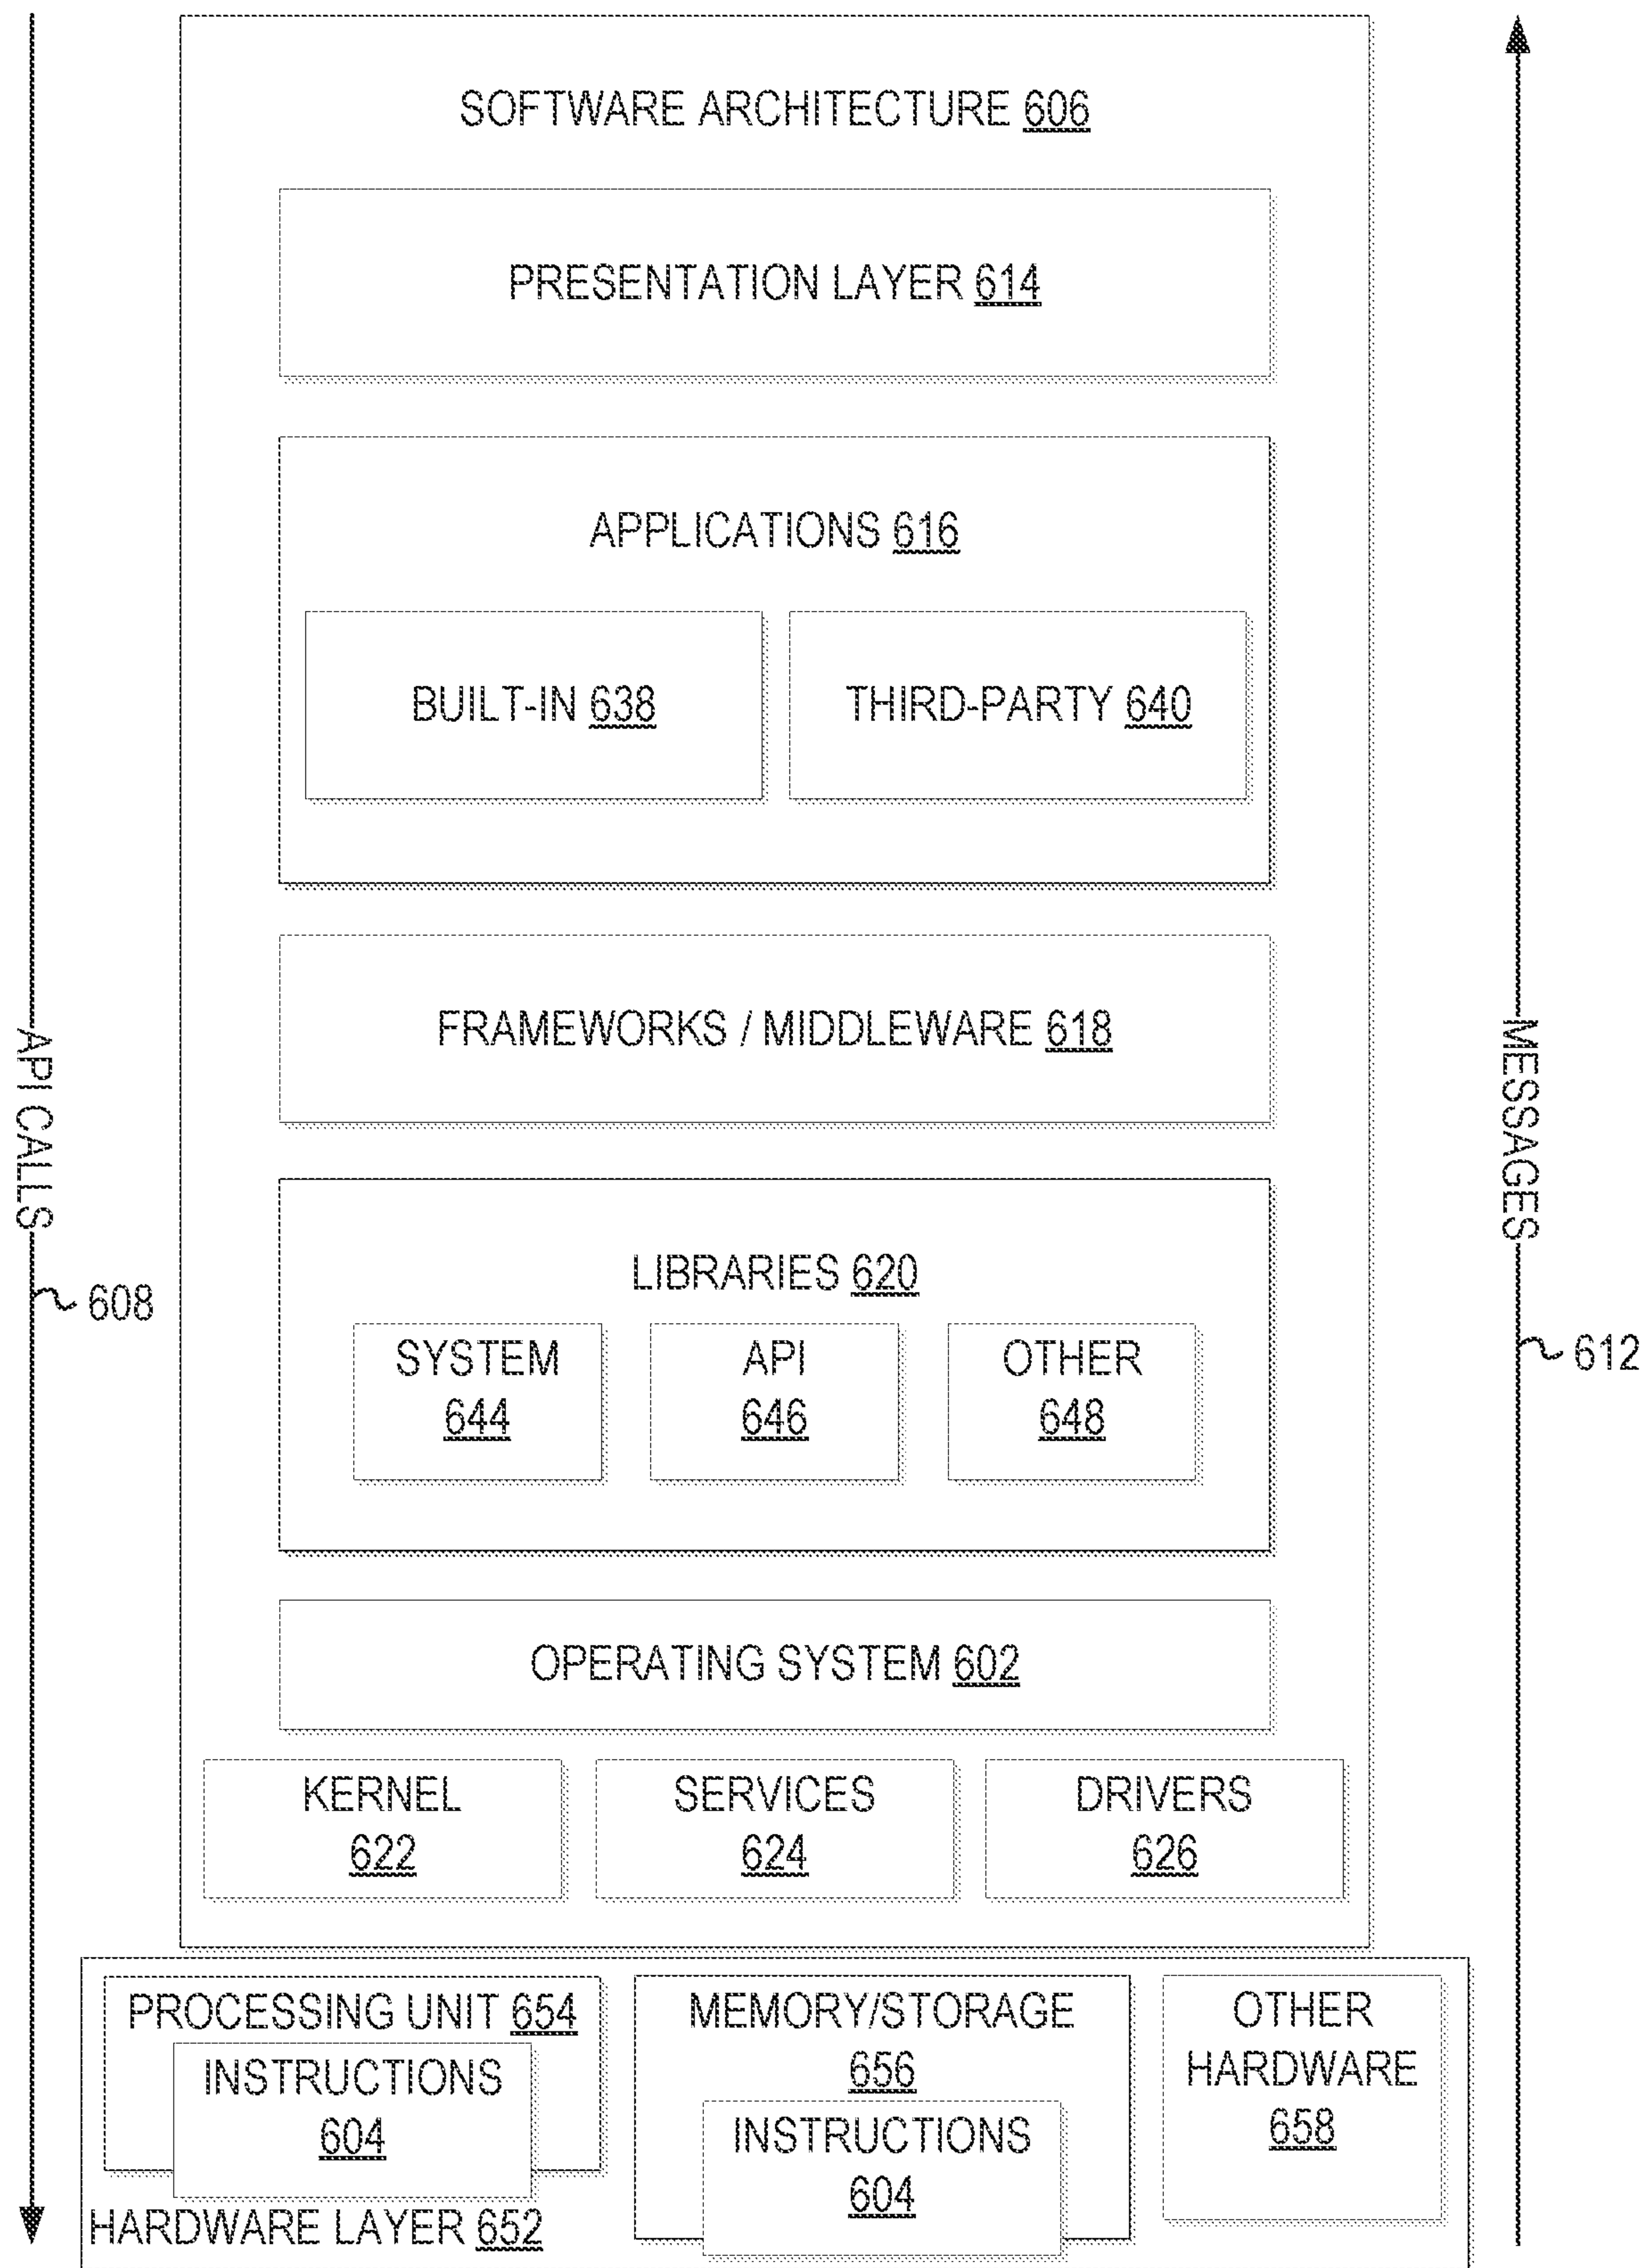 SOFTWARE ARCHITECTURE 606
PRESENTATION LAYER 614
APPLICATIONS 616
BUILT-IN 638
THIRD-PARTY 640
FRAMEWORKS / MIDDLEWARE 618
API CALLS
608
MESSAGES
612
LIBRARIES 620
SYSTEM
644
API
646
OTHER
648
OPERATING SYSTEM 602
KERNEL
622
SERVICES
624
DRIVERS
626
PROCESSING UNIT 654
INSTRUCTIONS
604
MEMORY/STORAGE
656
INSTRUCTIONS
604
OTHER
HARDWARE
658
HARDWARE LAYER 652